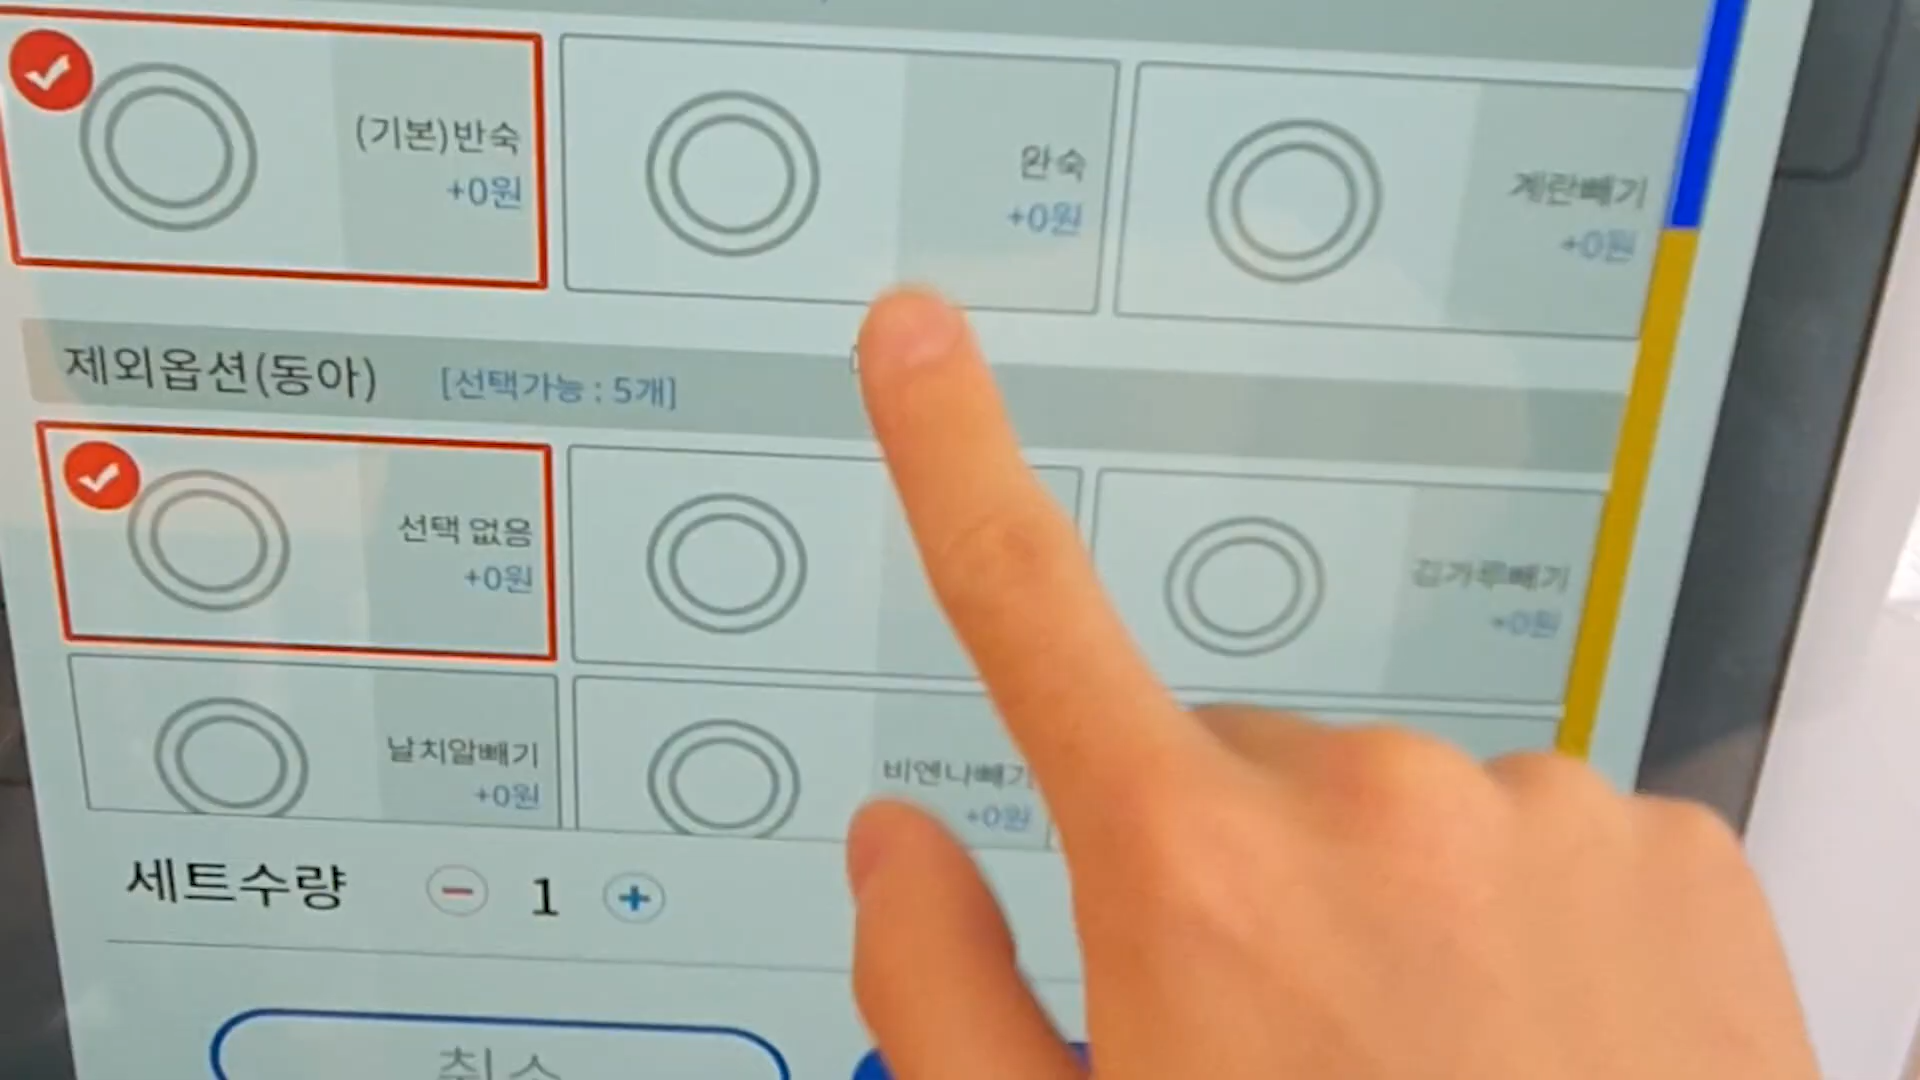 (기본)반숙
+0원
완숙
+0원
계란빼기
+0원
제외옵션(동아)
[선택가능 : 5개]
선택 없음
+0원
김가루빼기
+0원
날치알빼기
+0원
비엔나빼기
+0원
세트수량
1
취소